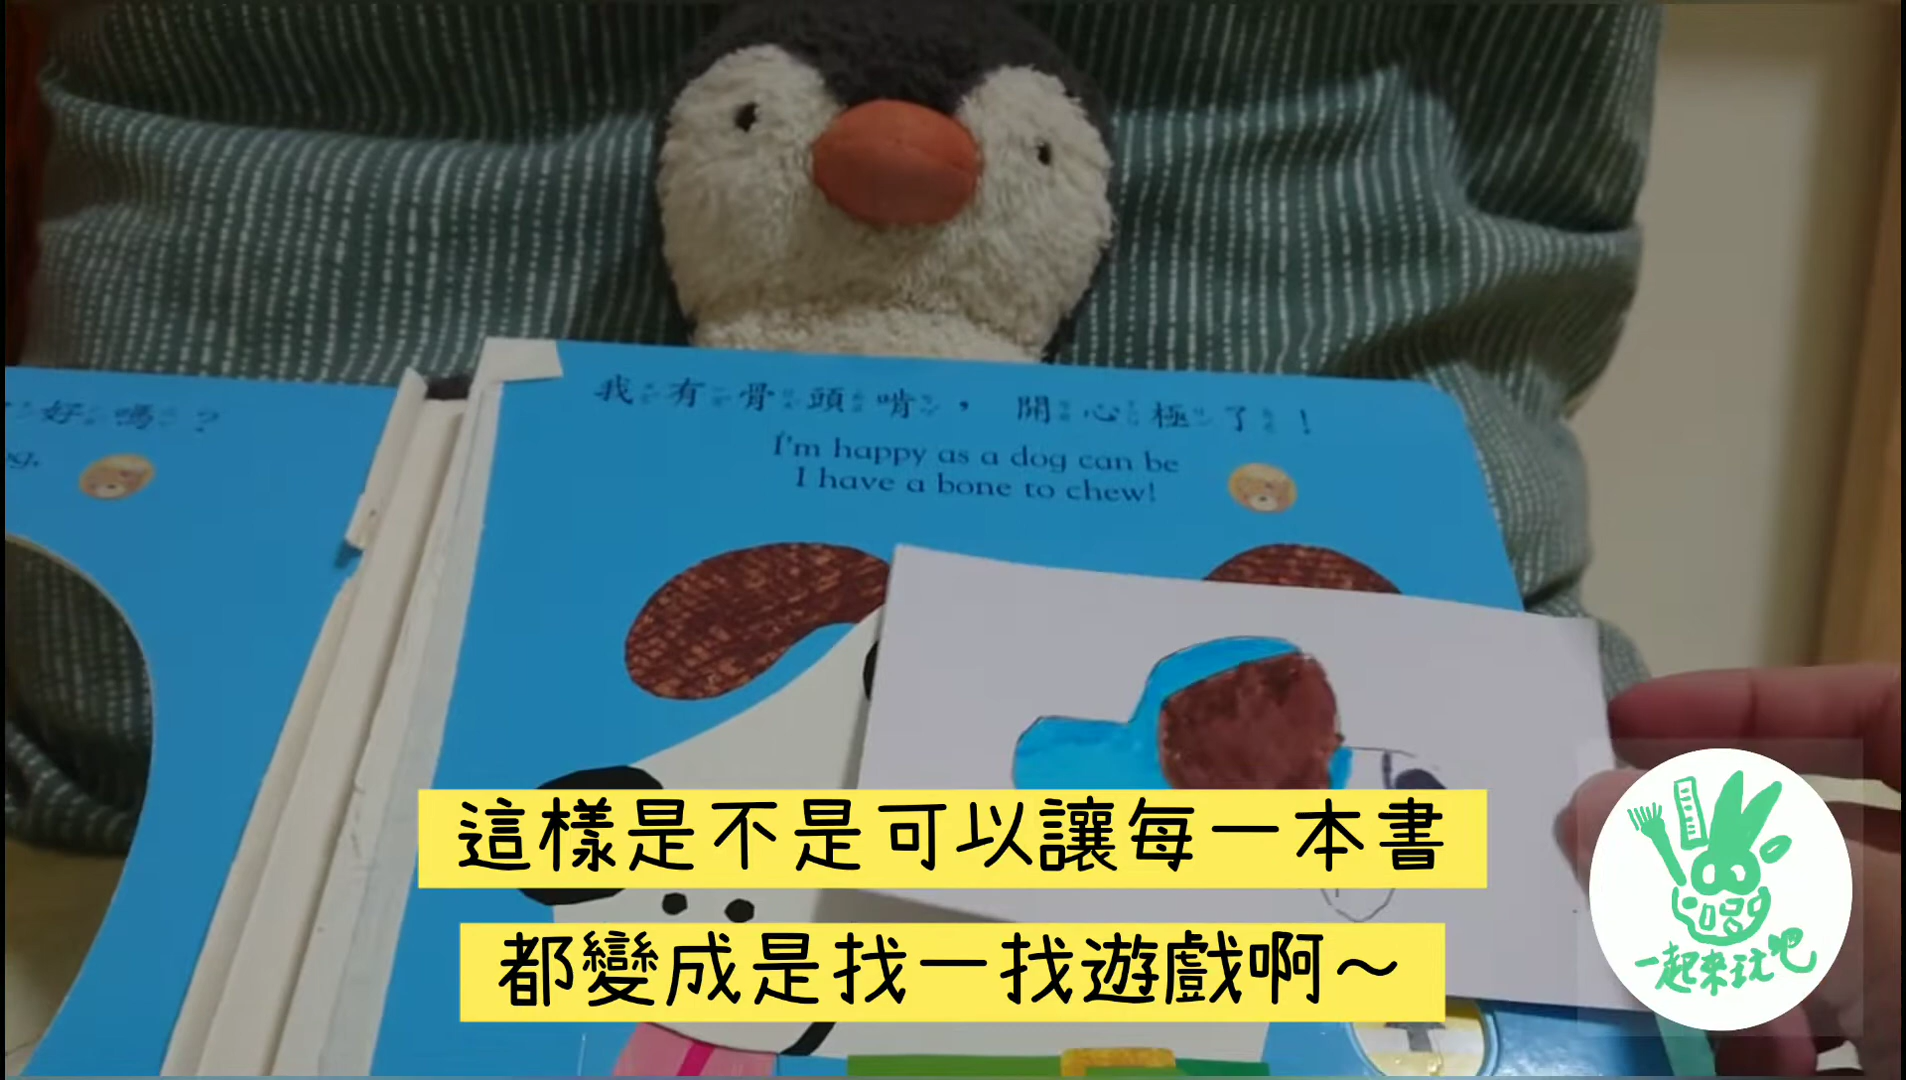 好嗎？
我有骨頭啃，開心極了！
I'm happy as a dog can be
I have a bone to chew!
這樣是不是可以讓每一本書
都變成是找一找遊戲啊～
一起來玩吧